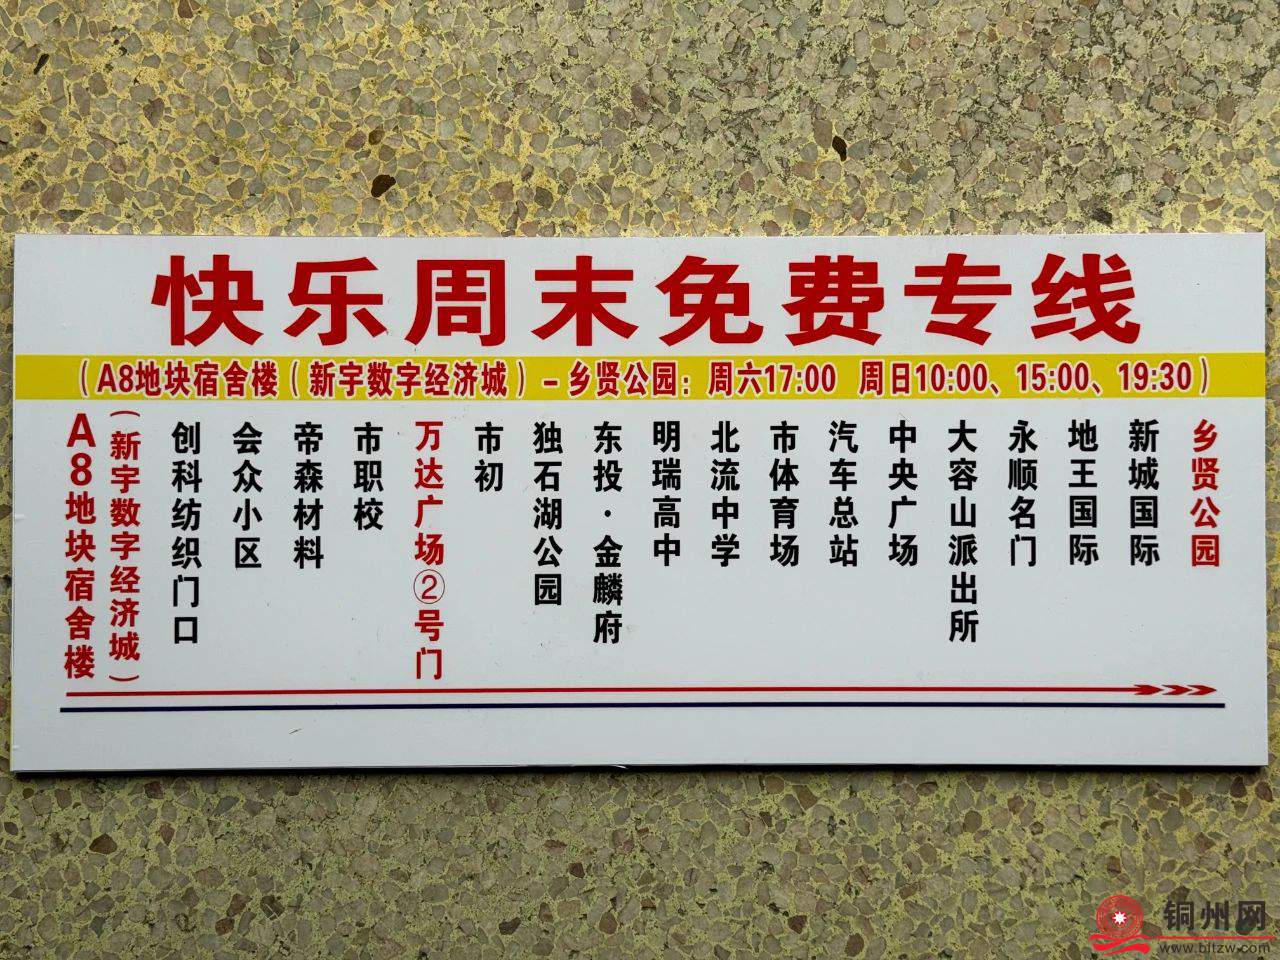 快乐周末免费专线
（A8地块宿舍楼（新宇数字经济城）－乡贤公园：周六17:00 周日10:00、15:00、19:30）
A8地块宿舍楼
（新宇数字经济城）
创科纺织门口
会众小区
帝森材料
市职校
万达广场②号门
市初
独石湖公园
东投·金麟府
明瑞高中
北流中学
市体育场
汽车总站
中央广场
大容山派出所
永顺名门
地王国际
新城国际
乡贤公园
铜州网
www.bltzw.com